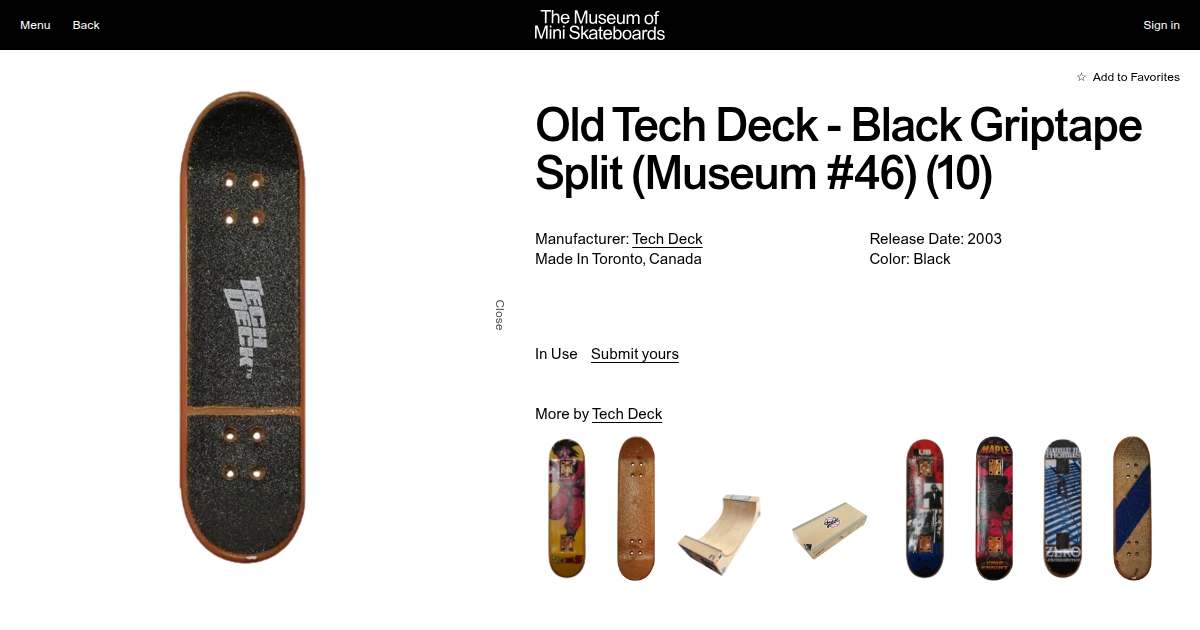 Menu
Back
The Museum of
Mini Skateboards
Sign in
☆ Add to Favorites
Old Tech Deck - Black Griptape
Split (Museum #46) (10)
Manufacturer: Tech Deck
Made In Toronto, Canada
Release Date: 2003
Color: Black
TECH
DECK
TM
Close
In Use Submit yours
More by Tech Deck
MAPLE
ZERO